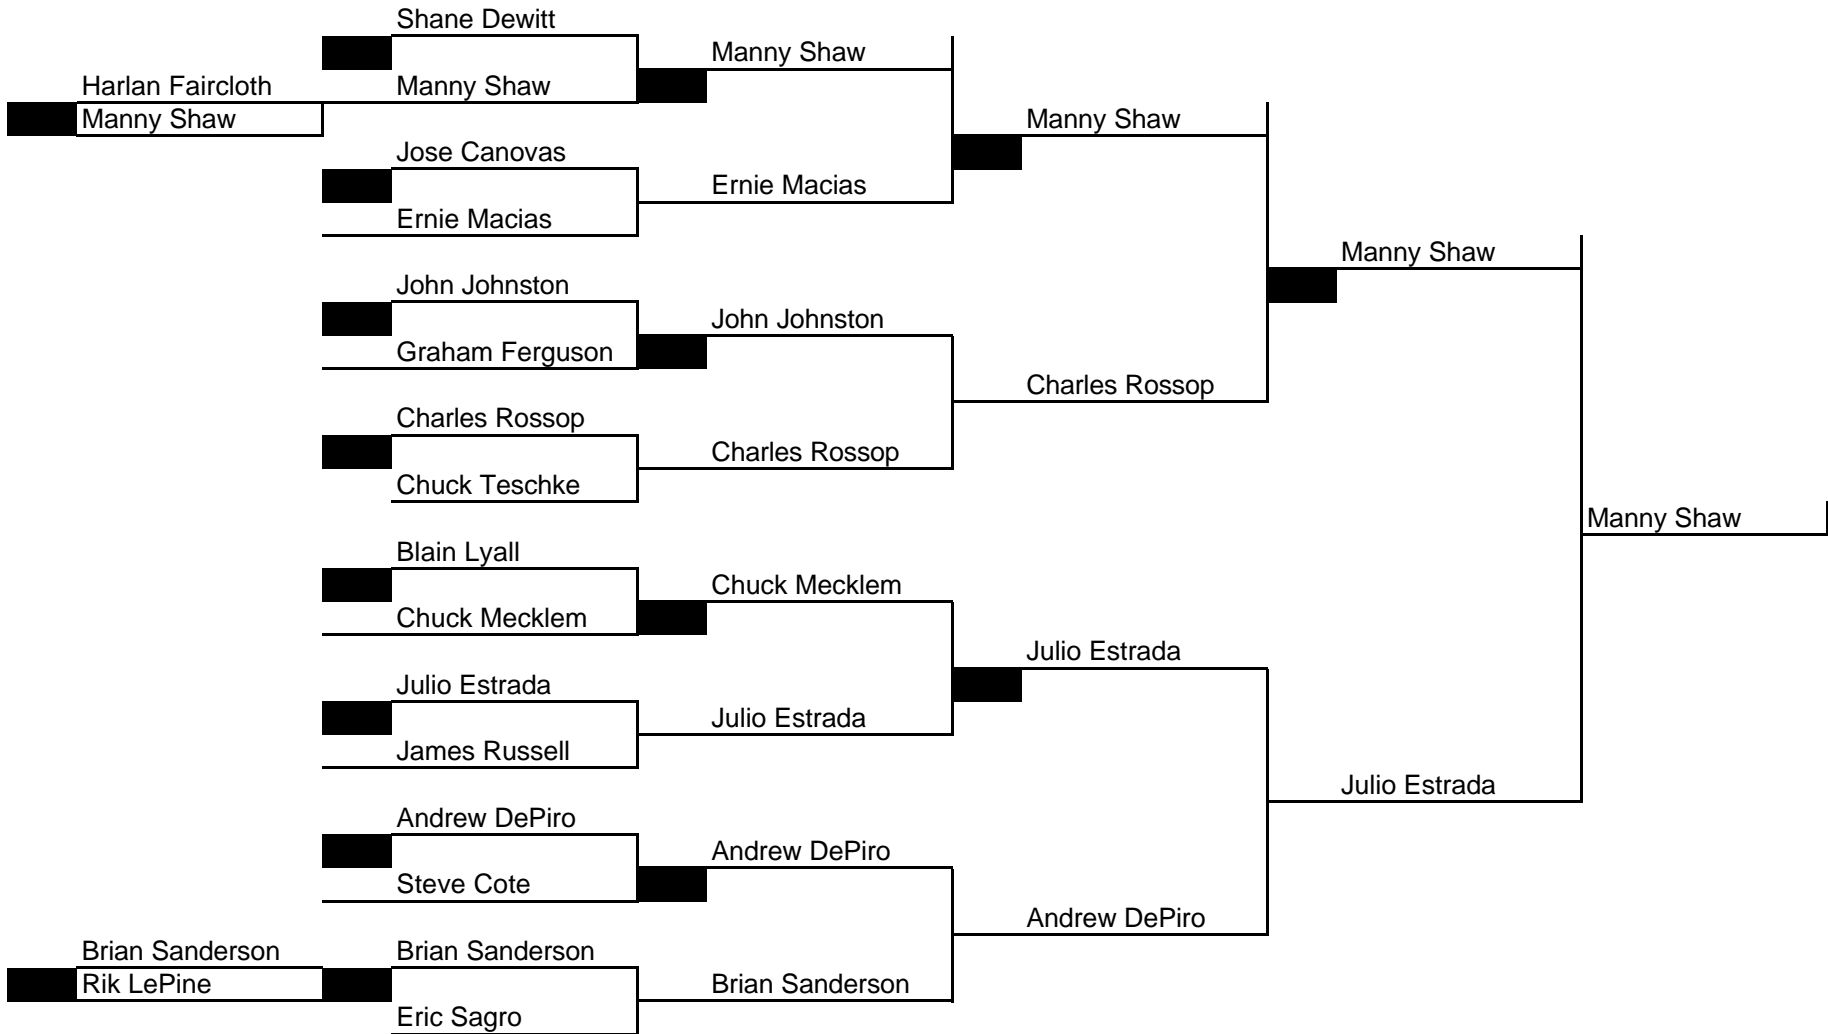 Shane Dewitt
Manny Shaw
Harlan Faircloth
Manny Shaw
Manny Shaw
Manny Shaw
Jose Canovas
Ernie Macias
Ernie Macias
Manny Shaw
John Johnston
John Johnston
Graham Ferguson
Charles Rossop
Charles Rossop
Charles Rossop
Chuck Teschke
Manny Shaw
Blain Lyall
Chuck Mecklem
Chuck Mecklem
Julio Estrada
Julio Estrada
Julio Estrada
James Russell
Julio Estrada
Andrew DePiro
Andrew DePiro
Steve Cote
Andrew DePiro
Brian Sanderson
Brian Sanderson
Rik LePine
Brian Sanderson
Eric Sagro